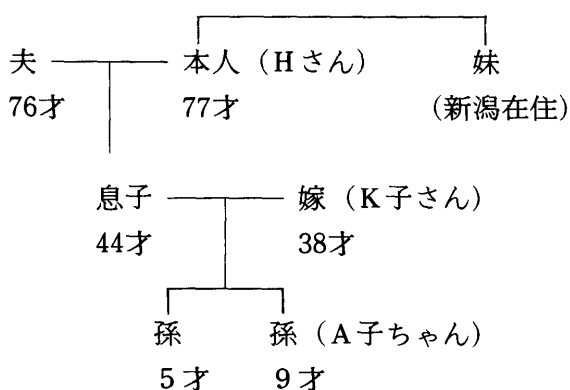 夫 本人（Hさん） 妹
76才 77才 （新潟在住）
息子 嫁（K子さん）
44才 38才
孫 孫（A子ちゃん）
5才 9才